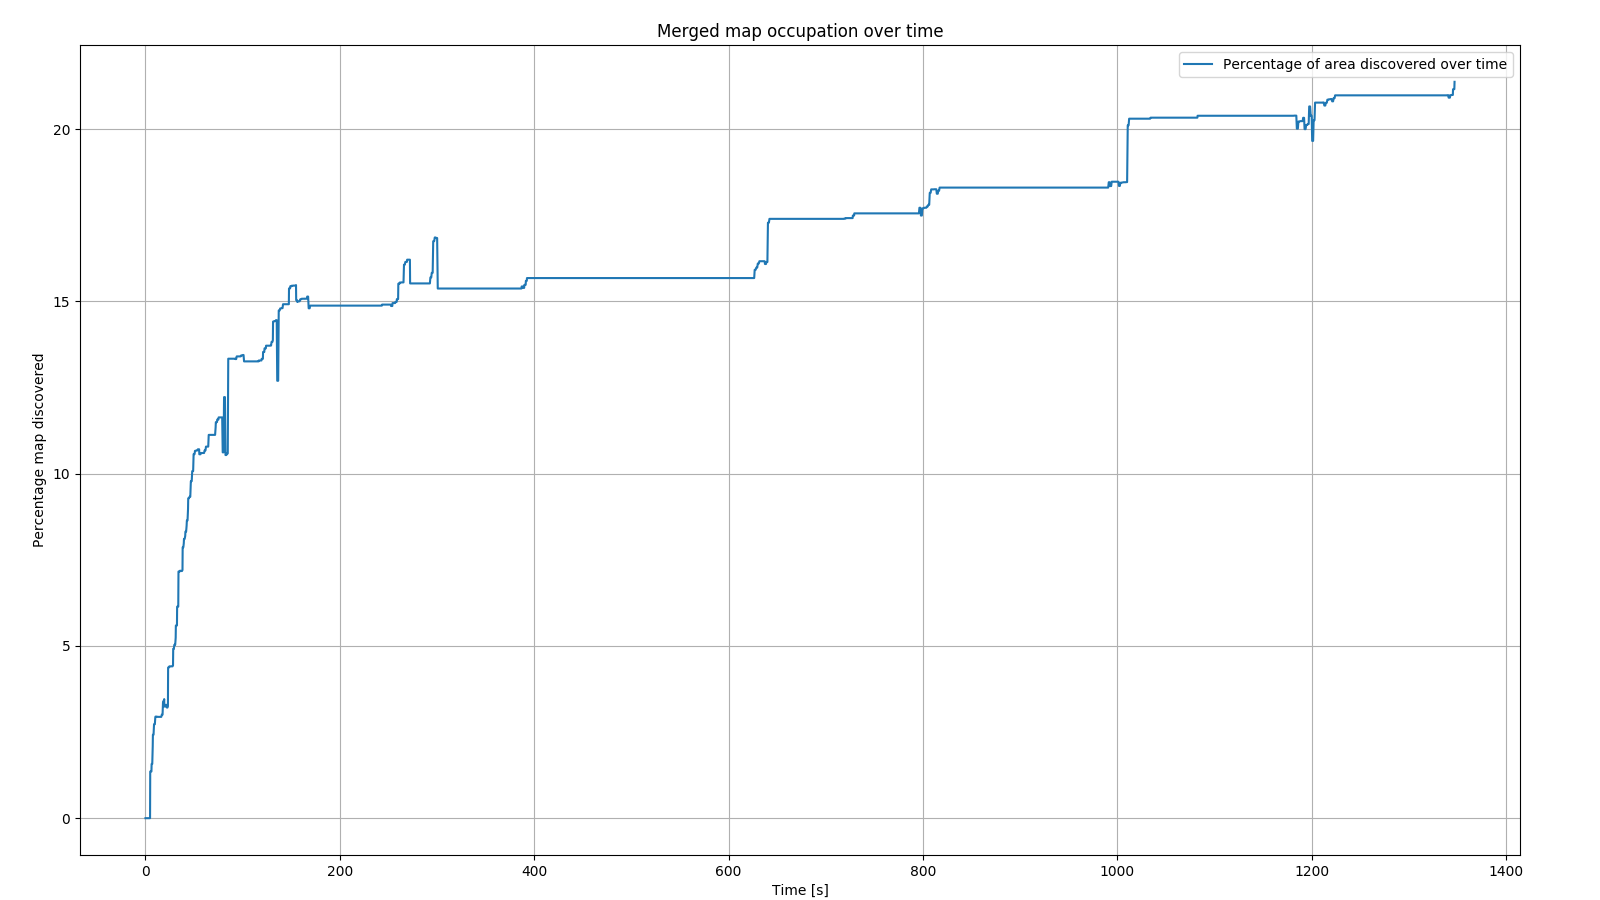 Merged map occupation over time
Percentage of area discovered over time
20
15
10
5
0
Percentage map discovered
0 200 400 600 800 1000 1200 1400
Time [s]